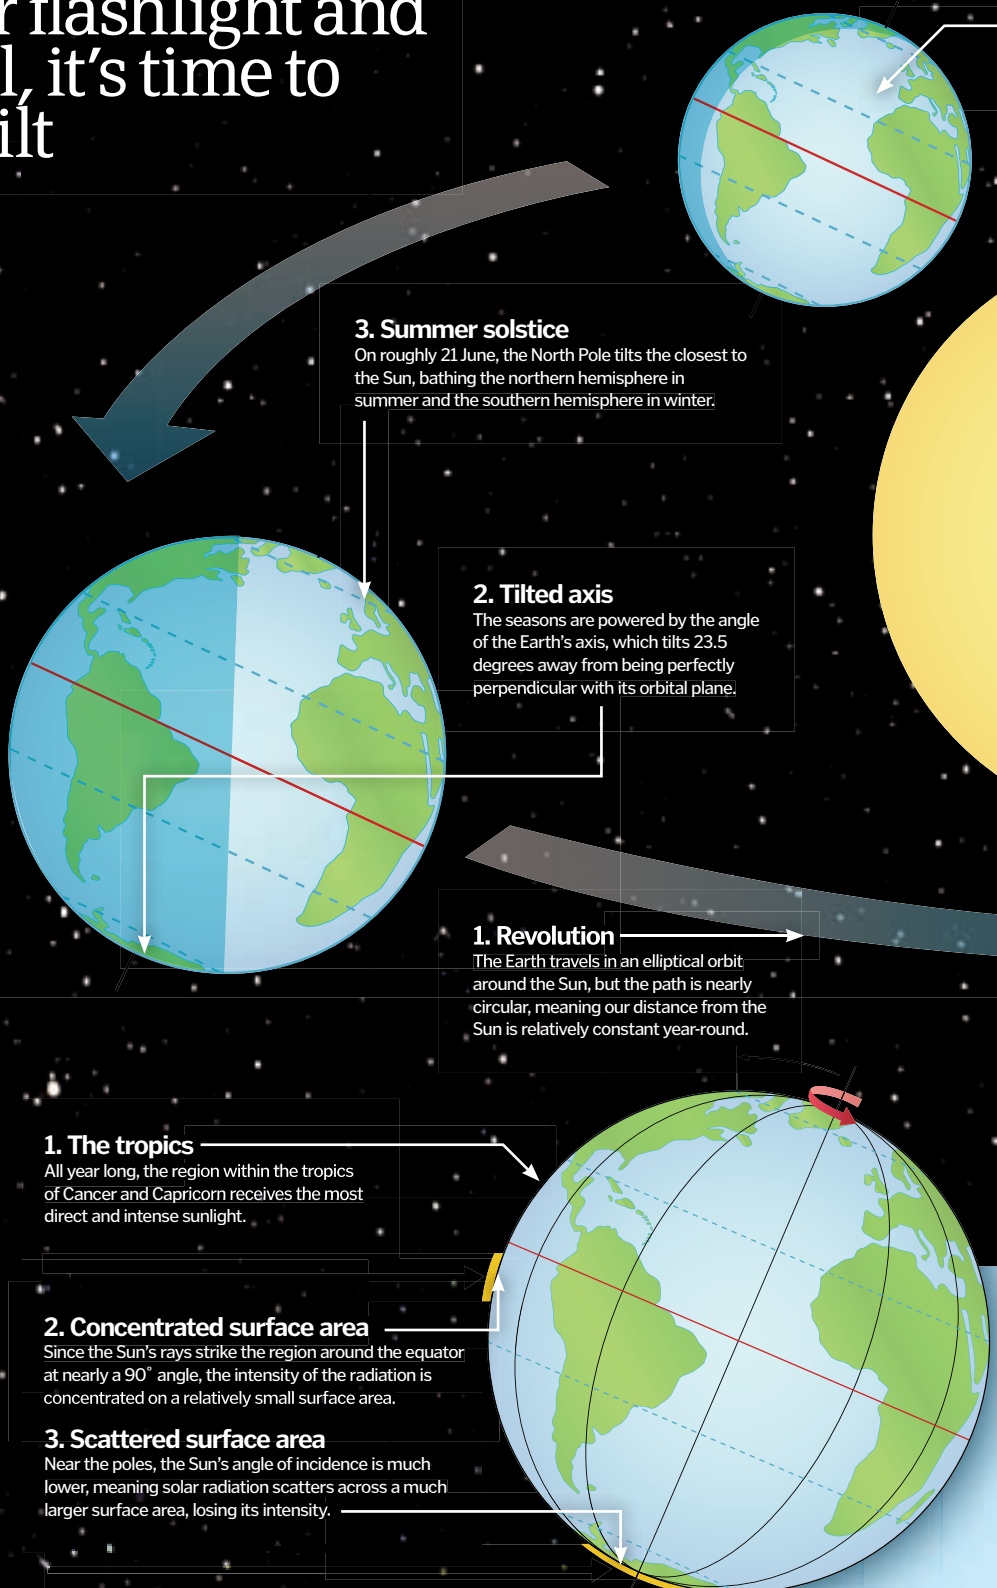 r flashlight and
l, it's time to
ilt
3. Summer solstice
On roughly 21 June, the North Pole tilts the closest to
the Sun, bathing the northern hemisphere in
summer and the southern hemisphere in winter.
2. Tilted axis
The seasons are powered by the angle
of the Earth's axis, which tilts 23.5
degrees away from being perfectly
perpendicular with its orbital plane.
1. Revolution
The Earth travels in an elliptical orbit
around the Sun, but the path is nearly
circular, meaning our distance from the
Sun is relatively constant year-round.
1. The tropics
All year long, the region within the tropics
of Cancer and Capricorn receives the most
direct and intense sunlight.
2. Concentrated surface area
Since the Sun's rays strike the region around the equator
at nearly a 90° angle, the intensity of the radiation is
concentrated on a relatively small surface area.
3. Scattered surface area
Near the poles, the Sun's angle of incidence is much
lower, meaning solar radiation scatters across a much
larger surface area, losing its intensity.